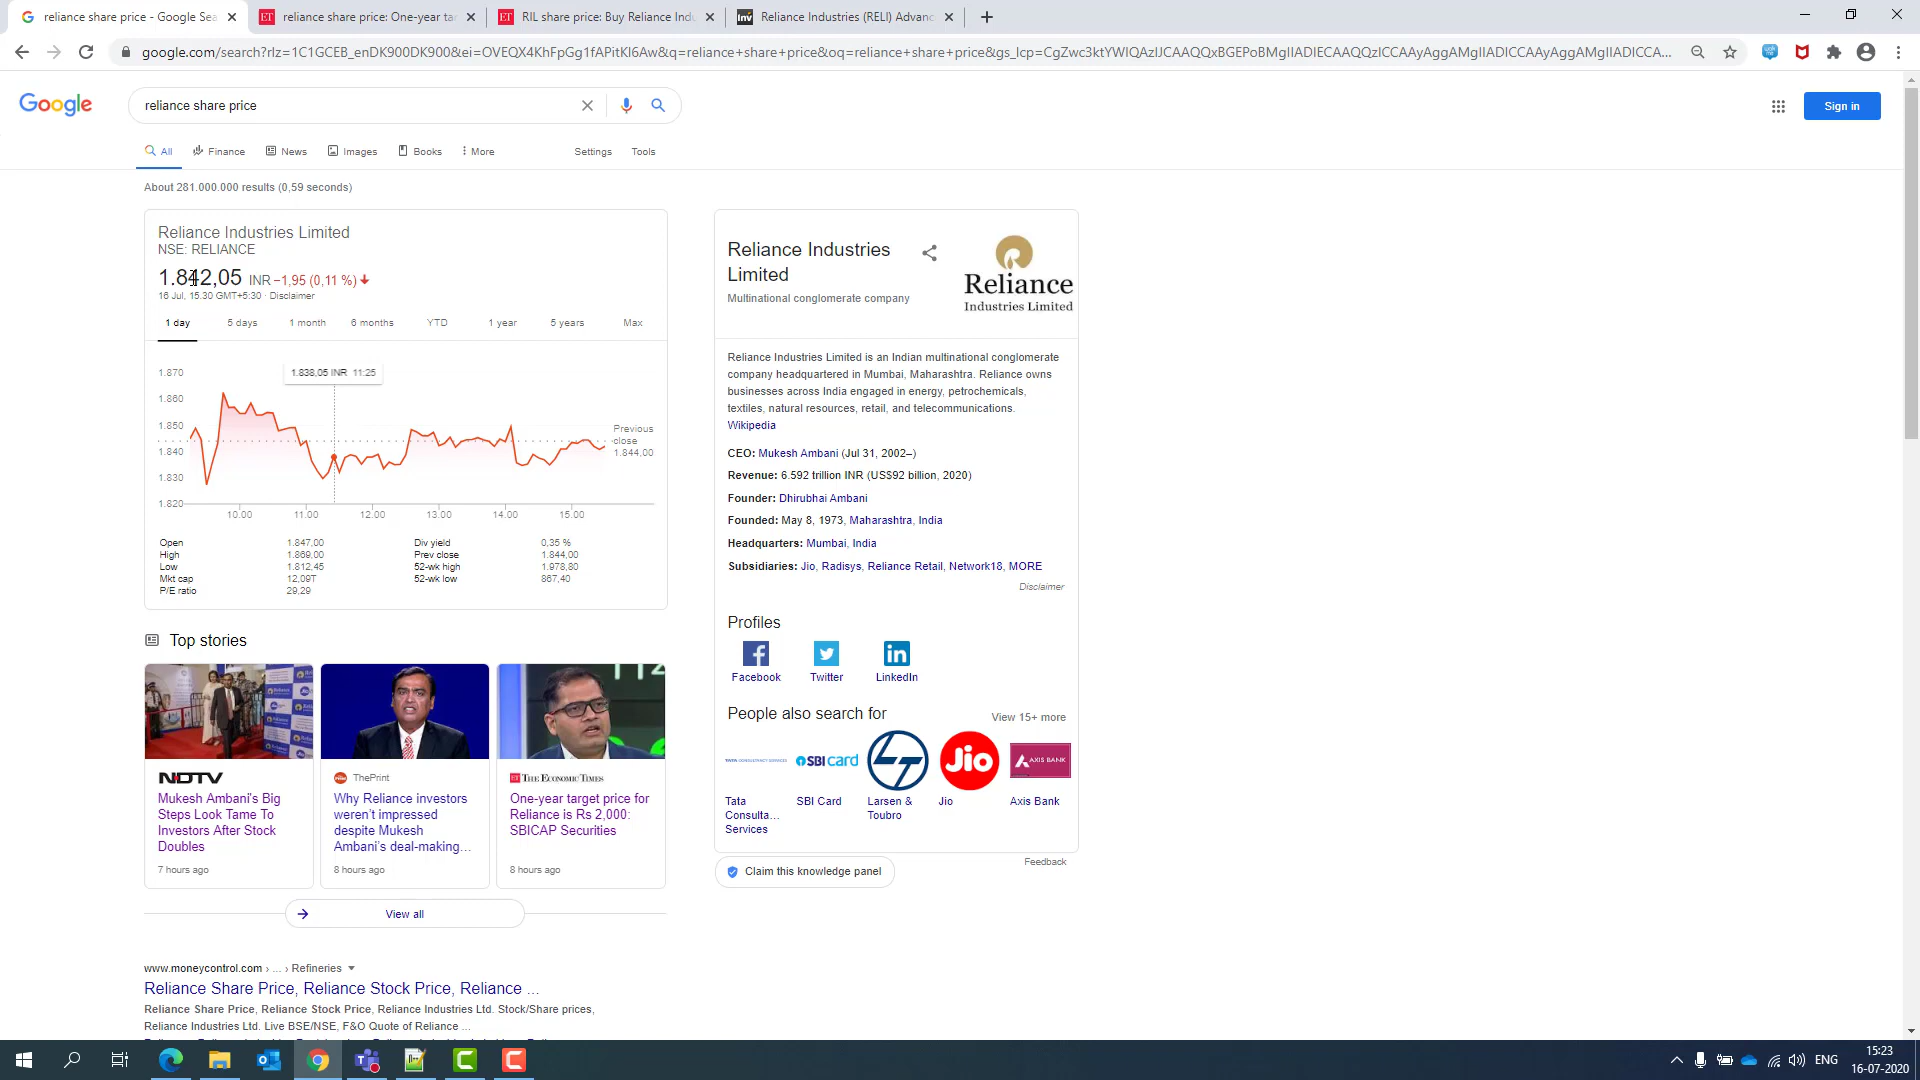 reliance share price - Google Sea
reliance share price: One-year tar
RIL share price: Buy Reliance Indu
Reliance Industries (RELI) Advanc
google.com/search?rlz=1C1GCEB_enDK900DK900&ei=OVEQX4KhFpGg1fAPitKl6Aw&q=reliance+share+price&oq=reliance+share+price&gs_lcp=
Google
reliance share price
Sign in
All
Finance
News
Images
Books
More
Settings
Tools
About 281.000.000 results (0,59 seconds)
Reliance Industries Limited
NSE: RELIANCE
1.842,05 INR −1,95 (0,11 %)
16 Jul, 15.30 GMT+5:30 · Disclaimer
1 day
5 days
1 month
6 months
YTD
1 year
5 years
Max
1.838,05 INR 11:25
1.870
1.860
1.850
1.840
1.830
1.820
Previous
close
1.844,00
10.00
11.00
12.00
13.00
14.00
15.00
Open 1.847,00 Div yield 0,35 %
High 1.869,00 Prev close 1.844,00
Low 1.812,45 52-wk high 1.978,80
Mkt cap 12,09T 52-wk low 867,40
P/E ratio 29,29
Top stories
NDTV
Mukesh Ambani's Big
Steps Look Tame To
Investors After Stock
Doubles
7 hours ago
ThePrint
Why Reliance investors
weren't impressed
despite Mukesh
Ambani's deal-making…
8 hours ago
ET THE ECONOMIC TIMES
One-year target price for
Reliance is Rs 2,000:
SBICAP Securities
8 hours ago
View all
www.moneycontrol.com › ... › Refineries
Reliance Share Price, Reliance Stock Price, Reliance ...
Reliance Share Price, Reliance Stock Price, Reliance Industries Ltd. Stock/Share prices,
Reliance Industries Ltd. Live BSE/NSE, F&O Quote of Reliance ...
Reliance Industries
Limited
Multinational conglomerate company
Reliance
Industries Limited
Reliance Industries Limited is an Indian multinational conglomerate
company headquartered in Mumbai, Maharashtra. Reliance owns
businesses across India engaged in energy, petrochemicals,
textiles, natural resources, retail, and telecommunications.
Wikipedia
CEO: Mukesh Ambani (Jul 31, 2002–)
Revenue: 6.592 trillion INR (US$92 billion, 2020)
Founder: Dhirubhai Ambani
Founded: May 8, 1973, Maharashtra, India
Headquarters: Mumbai, India
Subsidiaries: Jio, Radisys, Reliance Retail, Network18, MORE
Disclaimer
Profiles
Facebook
Twitter
LinkedIn
People also search for
View 15+ more
TATA CONSULTANCY SERVICES
SBI card
Jio
AXIS BANK
Tata
Consulta...
Services
SBI Card
Larsen &
Toubro
Jio
Axis Bank
Feedback
Claim this knowledge panel
ENG
15:23
16-07-2020